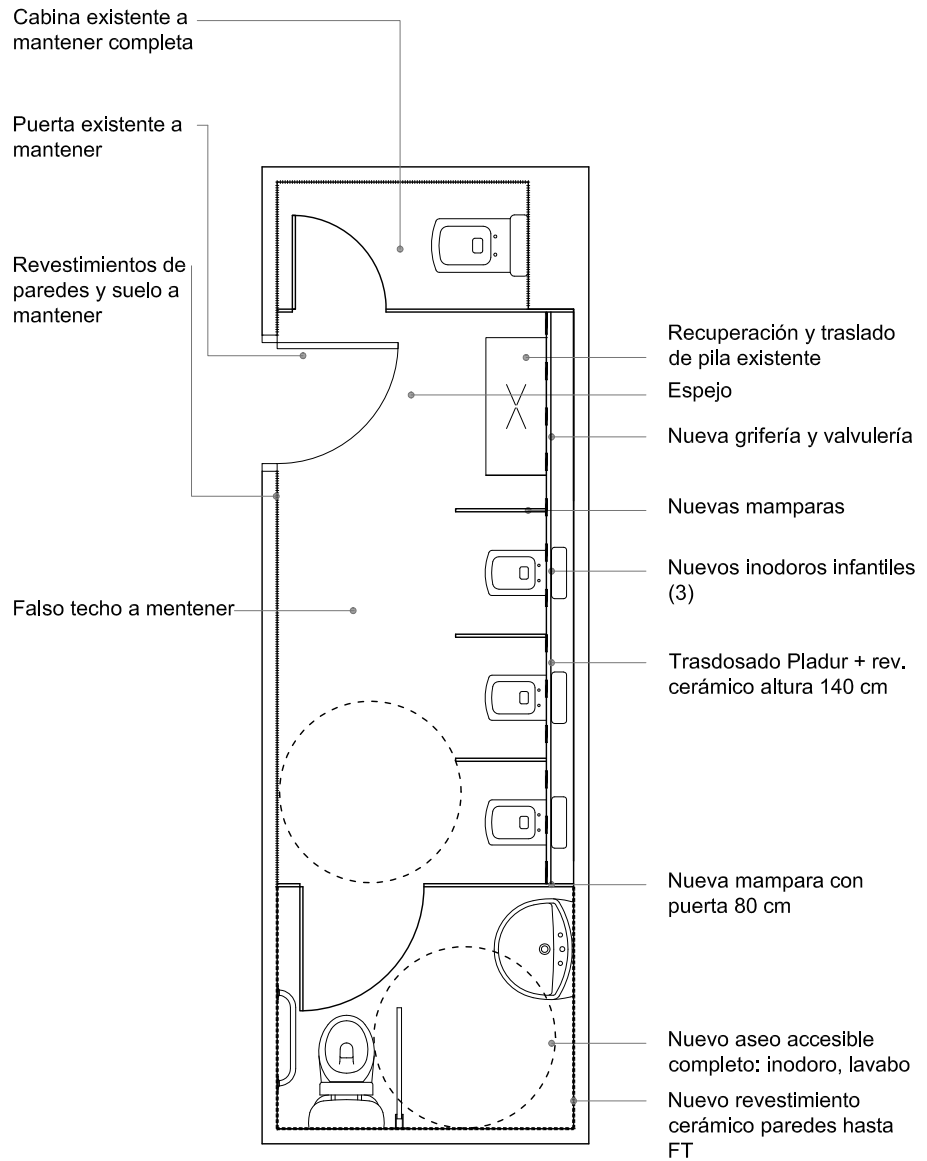 Cabina existente a
mantener completa
Puerta existente a
mantener
Revestimientos de
paredes y suelo a
mantener
Falso techo a mentener
Recuperación y traslado
de pila existente
Espejo
Nueva grifería y valvulería
Nuevas mamparas
Nuevos inodoros infantiles
(3)
Trasdosado Pladur + rev.
cerámico altura 140 cm
Nueva mampara con
puerta 80 cm
Nuevo aseo accesible
completo: inodoro, lavabo
Nuevo revestimiento
cerámico paredes hasta
FT